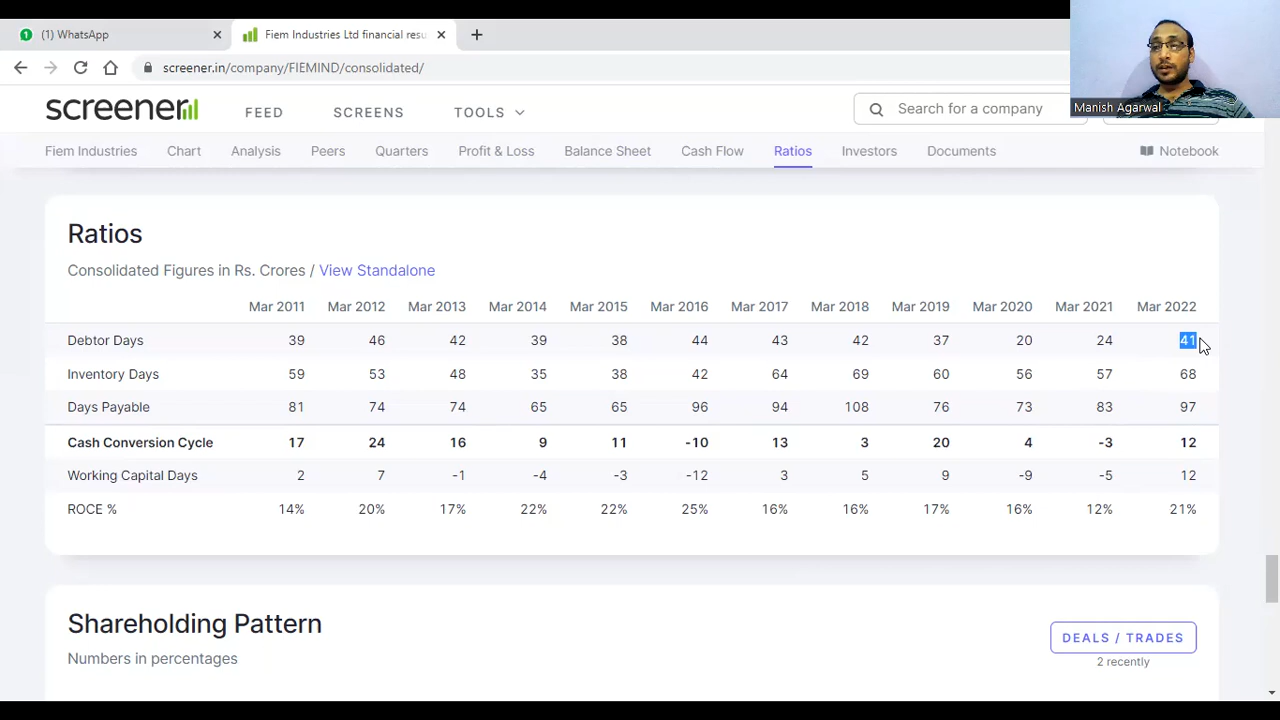 1 (1) WhatsApp Fiem Industries Ltd financial resu
screener.in/company/FIEMIND/consolidated/
Manish Agarwal
screener FEED SCREENS TOOLS Search for a company
Fiem Industries Chart Analysis Peers Quarters Profit & Loss Balance Sheet Cash Flow Ratios Investors Documents Notebook
Ratios
Consolidated Figures in Rs. Crores / View Standalone
Mar 2011 Mar 2012 Mar 2013 Mar 2014 Mar 2015 Mar 2016 Mar 2017 Mar 2018 Mar 2019 Mar 2020 Mar 2021 Mar 2022
Debtor Days 39 46 42 39 38 44 43 42 37 20 24 41
Inventory Days 59 53 48 35 38 42 64 69 60 56 57 68
Days Payable 81 74 74 65 65 96 94 108 76 73 83 97
Cash Conversion Cycle 17 24 16 9 11 -10 13 3 20 4 -3 12
Working Capital Days 2 7 -1 -4 -3 -12 3 5 9 -9 -5 12
ROCE % 14% 20% 17% 22% 22% 25% 16% 16% 17% 16% 12% 21%
Shareholding Pattern
Numbers in percentages
DEALS / TRADES
2 recently